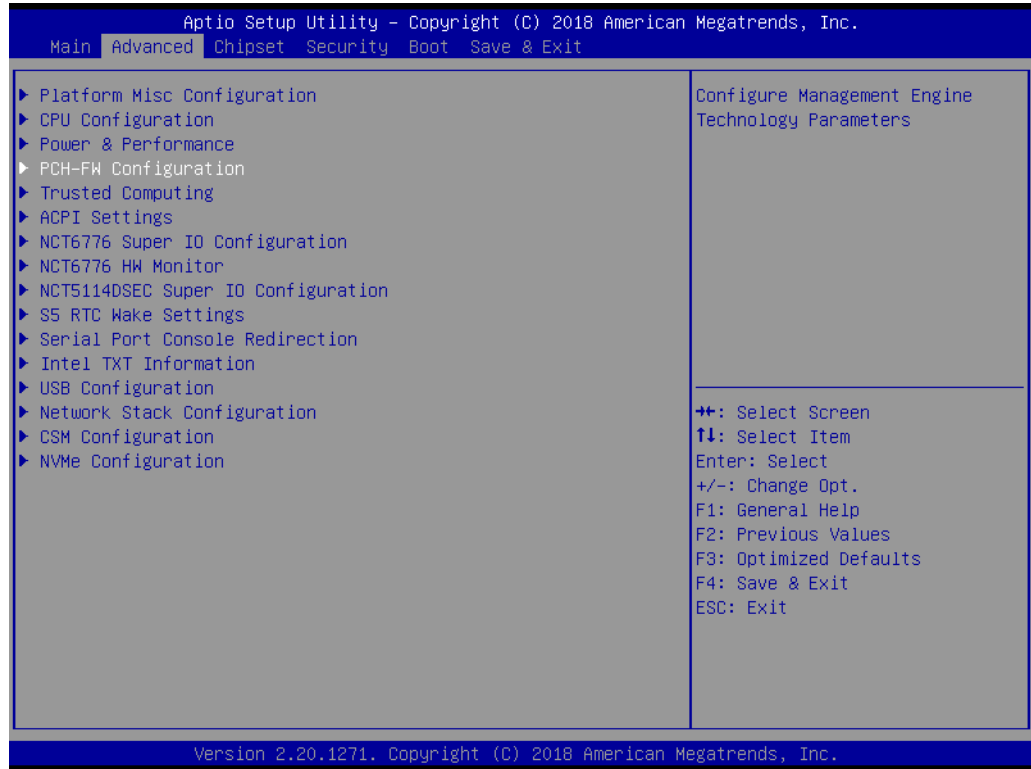 Aptio Setup Utility – Copyright (C) 2018 American Megatrends, Inc.
Main Advanced Chipset Security Boot Save & Exit
▶ Platform Misc Configuration
▶ CPU Configuration
▶ Power & Performance
▶ PCH-FW Configuration
▶ Trusted Computing
▶ ACPI Settings
▶ NCT6776 Super IO Configuration
▶ NCT6776 HW Monitor
▶ NCT5114DSEC Super IO Configuration
▶ S5 RTC Wake Settings
▶ Serial Port Console Redirection
▶ Intel TXT Information
▶ USB Configuration
▶ Network Stack Configuration
▶ CSM Configuration
▶ NVMe Configuration
Configure Management Engine
Technology Parameters
→←: Select Screen
↑↓: Select Item
Enter: Select
+/-: Change Opt.
F1: General Help
F2: Previous Values
F3: Optimized Defaults
F4: Save & Exit
ESC: Exit
Version 2.20.1271. Copyright (C) 2018 American Megatrends, Inc.